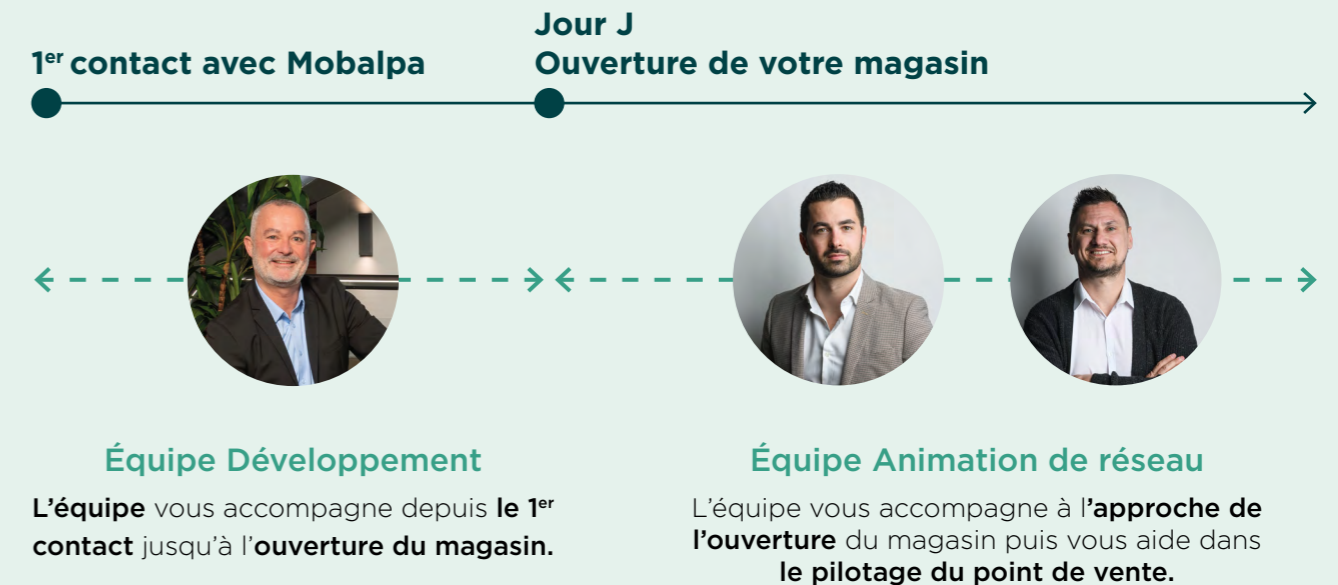 1er contact avec Mobalpa
Jour J
Ouverture de votre magasin
Équipe Développement
L'équipe vous accompagne depuis le 1er
contact jusqu'à l'ouverture du magasin.
Équipe Animation de réseau
L'équipe vous accompagne à l'approche de
l'ouverture du magasin puis vous aide dans
le pilotage du point de vente.